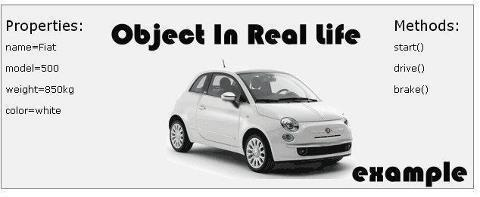 Object In Real Life
Properties:
name=Fiat
model=500
weight=850kg
color=white
Methods:
start()
drive()
brake()
example